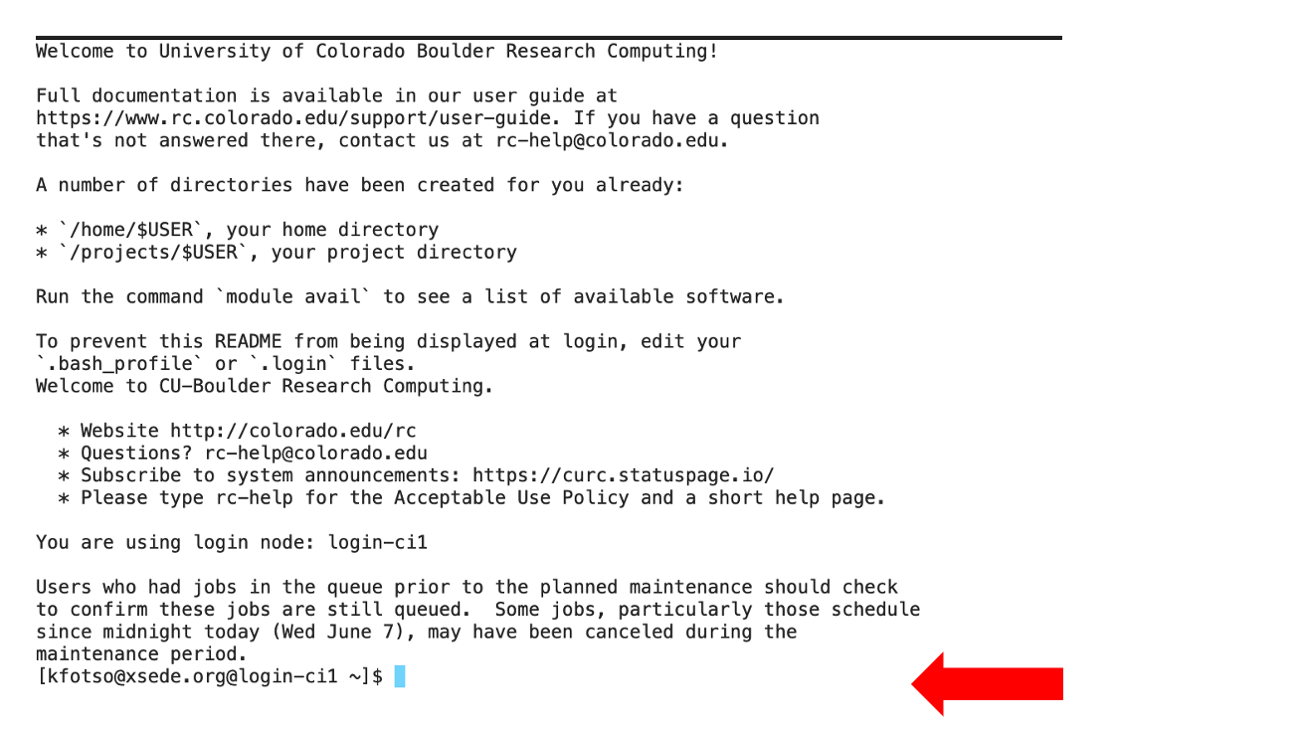 Welcome to University of Colorado Boulder Research Computing!
Full documentation is available in our user guide at
https://www.rc.colorado.edu/support/user-guide. If you have a question
that's not answered there, contact us at rc-help@colorado.edu.
A number of directories have been created for you already:
* `/home/$USER`, your home directory
* `/projects/$USER`, your project directory
Run the command `module avail` to see a list of available software.
To prevent this README from being displayed at login, edit your
`.bash_profile` or `.login` files.
Welcome to CU-Boulder Research Computing.
* Website http://colorado.edu/rc
* Questions? rc-help@colorado.edu
* Subscribe to system announcements: https://curc.statuspage.io/
* Please type rc-help for the Acceptable Use Policy and a short help page.
You are using login node: login-ci1
Users who had jobs in the queue prior to the planned maintenance should check
to confirm these jobs are still queued.  Some jobs, particularly those schedule
since midnight today (Wed June 7), may have been canceled during the
maintenance period.
[kfotso@xsede.org@login-ci1 ~]$